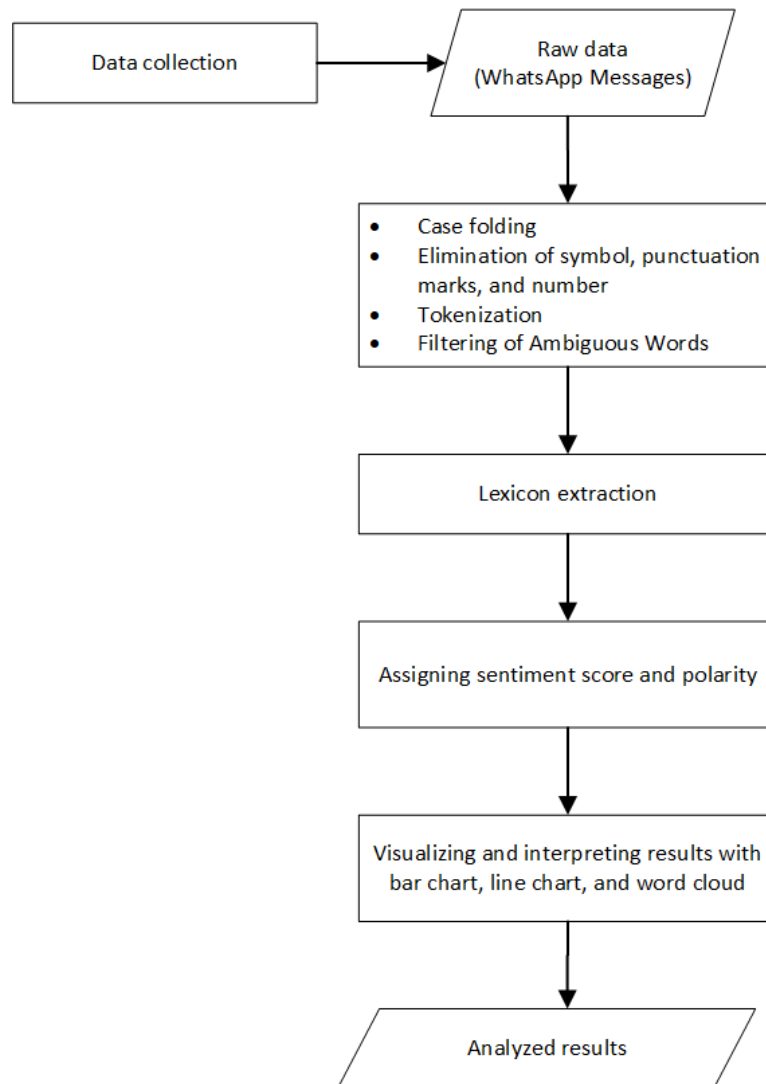 Data collection
Raw data
(WhatsApp Messages)
• Case folding
• Elimination of symbol, punctuation
marks, and number
• Tokenization
• Filtering of Ambiguous Words
Lexicon extraction
Assigning sentiment score and polarity
Visualizing and interpreting results with
bar chart, line chart, and word cloud
Analyzed results